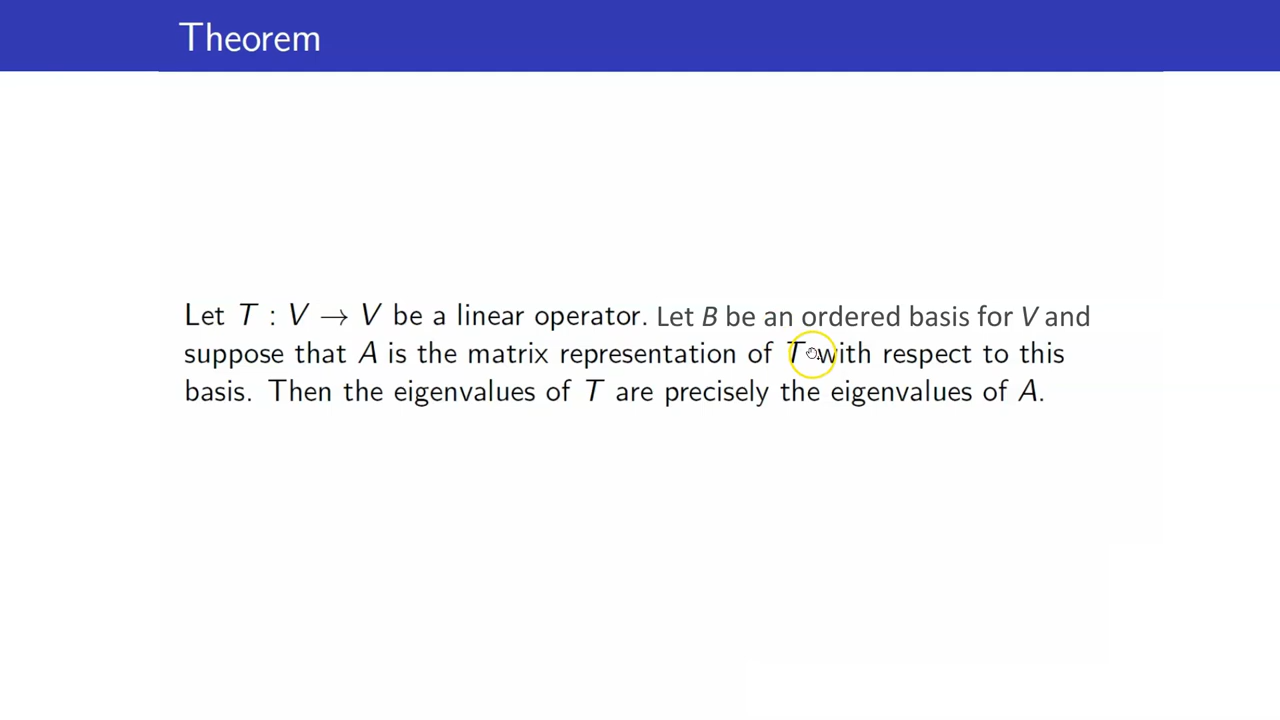 Theorem
Let T : V → V be a linear operator. Let B be an ordered basis for V and
suppose that A is the matrix representation of T with respect to this
basis. Then the eigenvalues of T are precisely the eigenvalues of A.